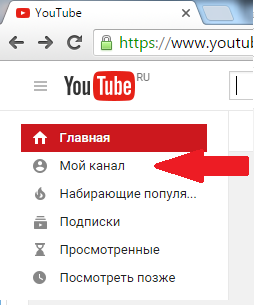 YouTube
https://www.youtub
YouTube RU
Главная
Мой канал
Набирающие популя...
Подписки
Просмотренные
Посмотреть позже